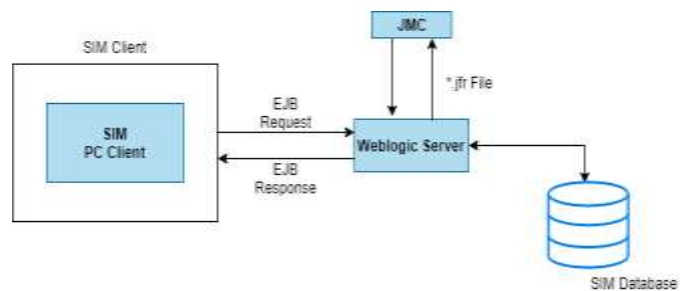 JMC
SIM Client
*.jfr File
EJB
Request
SIM
PC Client
Weblogic Server
EJB
Response
SIM Database